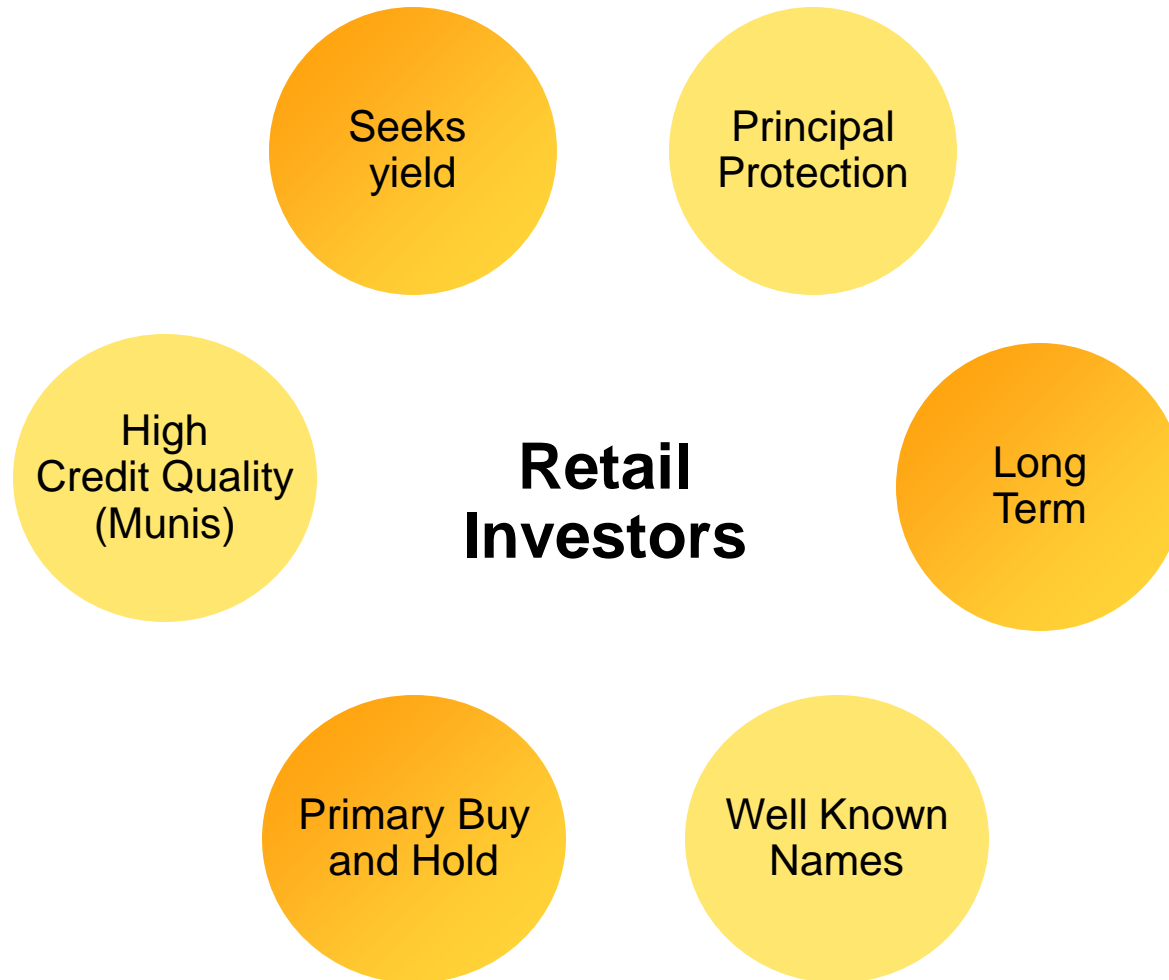 Seeks
yield
Principal
Protection
High
Credit Quality
(Munis)
Retail
Investors
Long
Term
Primary Buy
and Hold
Well Known
Names